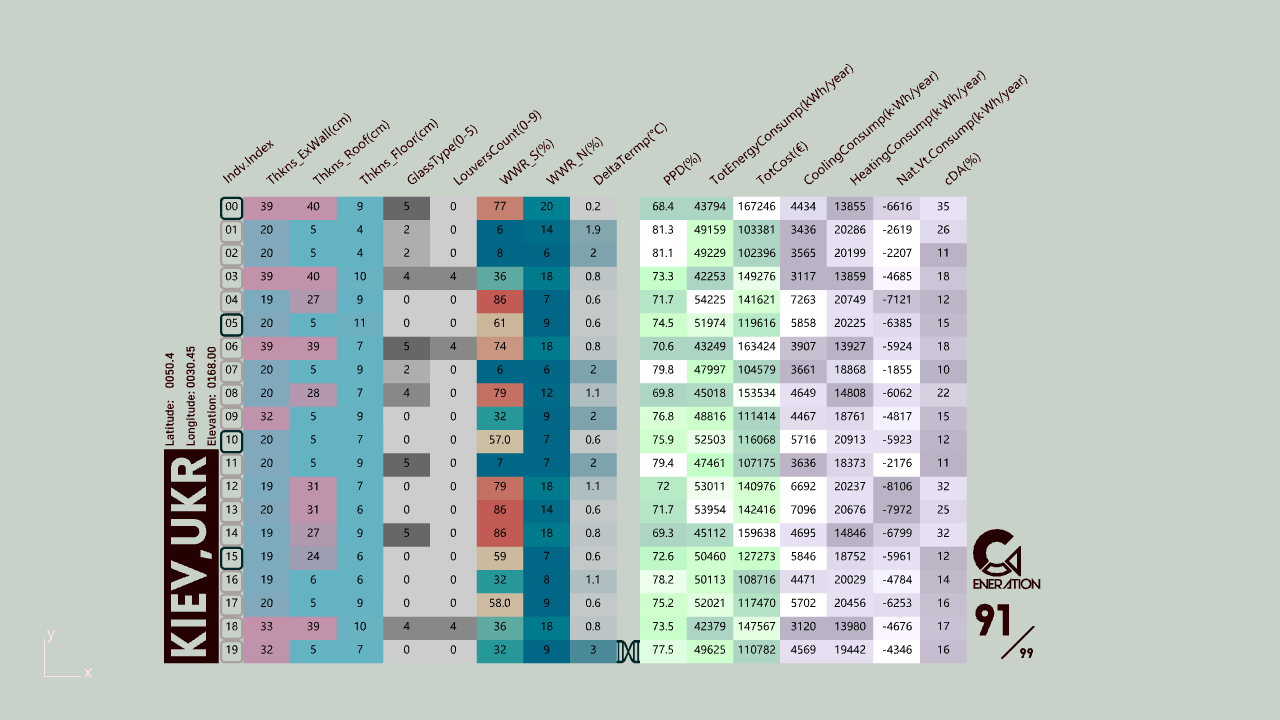 Indv.Index Thkns_ExWall(cm) Thkns_Roof(cm) Thkns_Floor(cm) GlassType(0-5) LouversCount(0-9) WWR_S(%) WWR_N(%) DeltaTermp(°C) PPD(%) TotEnergyConsump(kWh/year) TotCost(€) CoolingConsump(k·Wh/year) HeatingConsump(k·Wh/year) Nat.Vt.Consump(k·Wh/year) cDA(%)
00 39 40 9 5 0 77 20 0.2 68.4 43794 167246 4434 13855 -6616 35
01 20 5 4 2 0 6 14 1.9 81.3 49159 103381 3436 20286 -2619 26
02 20 5 4 2 0 8 6 2 81.1 49229 102396 3565 20199 -2207 11
03 39 40 10 4 4 36 18 0.8 73.3 42253 149276 3117 13859 -4685 18
04 19 27 9 0 0 86 7 0.6 71.7 54225 141621 7263 20749 -7121 12
05 20 5 11 0 0 61 9 0.6 74.5 51974 119616 5858 20225 -6385 15
06 39 39 7 5 4 74 18 0.8 70.6 43249 163424 3907 13927 -5924 18
07 20 5 9 2 0 6 6 2 79.8 47997 104579 3661 18868 -1855 10
08 20 28 7 4 0 79 12 1.1 69.8 45018 153534 4649 14808 -6062 22
09 32 5 9 0 0 32 9 2 76.8 48816 111414 4467 18761 -4817 15
10 20 5 7 0 0 57.0 7 0.6 75.9 52503 116068 5716 20913 -5923 12
11 20 5 9 5 0 7 7 2 79.4 47461 107175 3636 18373 -2176 11
12 19 31 7 0 0 79 18 1.1 72 53011 140976 6692 20237 -8106 32
13 20 31 6 0 0 86 14 0.6 71.7 53954 142416 7096 20676 -7972 25
14 19 27 9 5 0 86 18 0.8 69.3 45112 159638 4695 14846 -6799 32
15 19 24 6 0 0 59 7 0.6 72.6 50460 127273 5846 18752 -5961 12
16 19 6 6 0 0 32 8 1.1 78.2 50113 108716 4471 20029 -4784 14
17 20 5 9 0 0 58.0 9 0.6 75.2 52021 117470 5702 20456 -6253 16
18 33 39 10 4 4 36 18 0.8 73.5 42379 147567 3120 13980 -4676 17
19 32 5 7 0 0 32 9 3 77.5 49625 110782 4569 19442 -4346 16
Latitude: 0050.4
Longitude: 0030.45
Elevation: 0168.00
KIEV,UKR
ENERATION
91/99
y
x